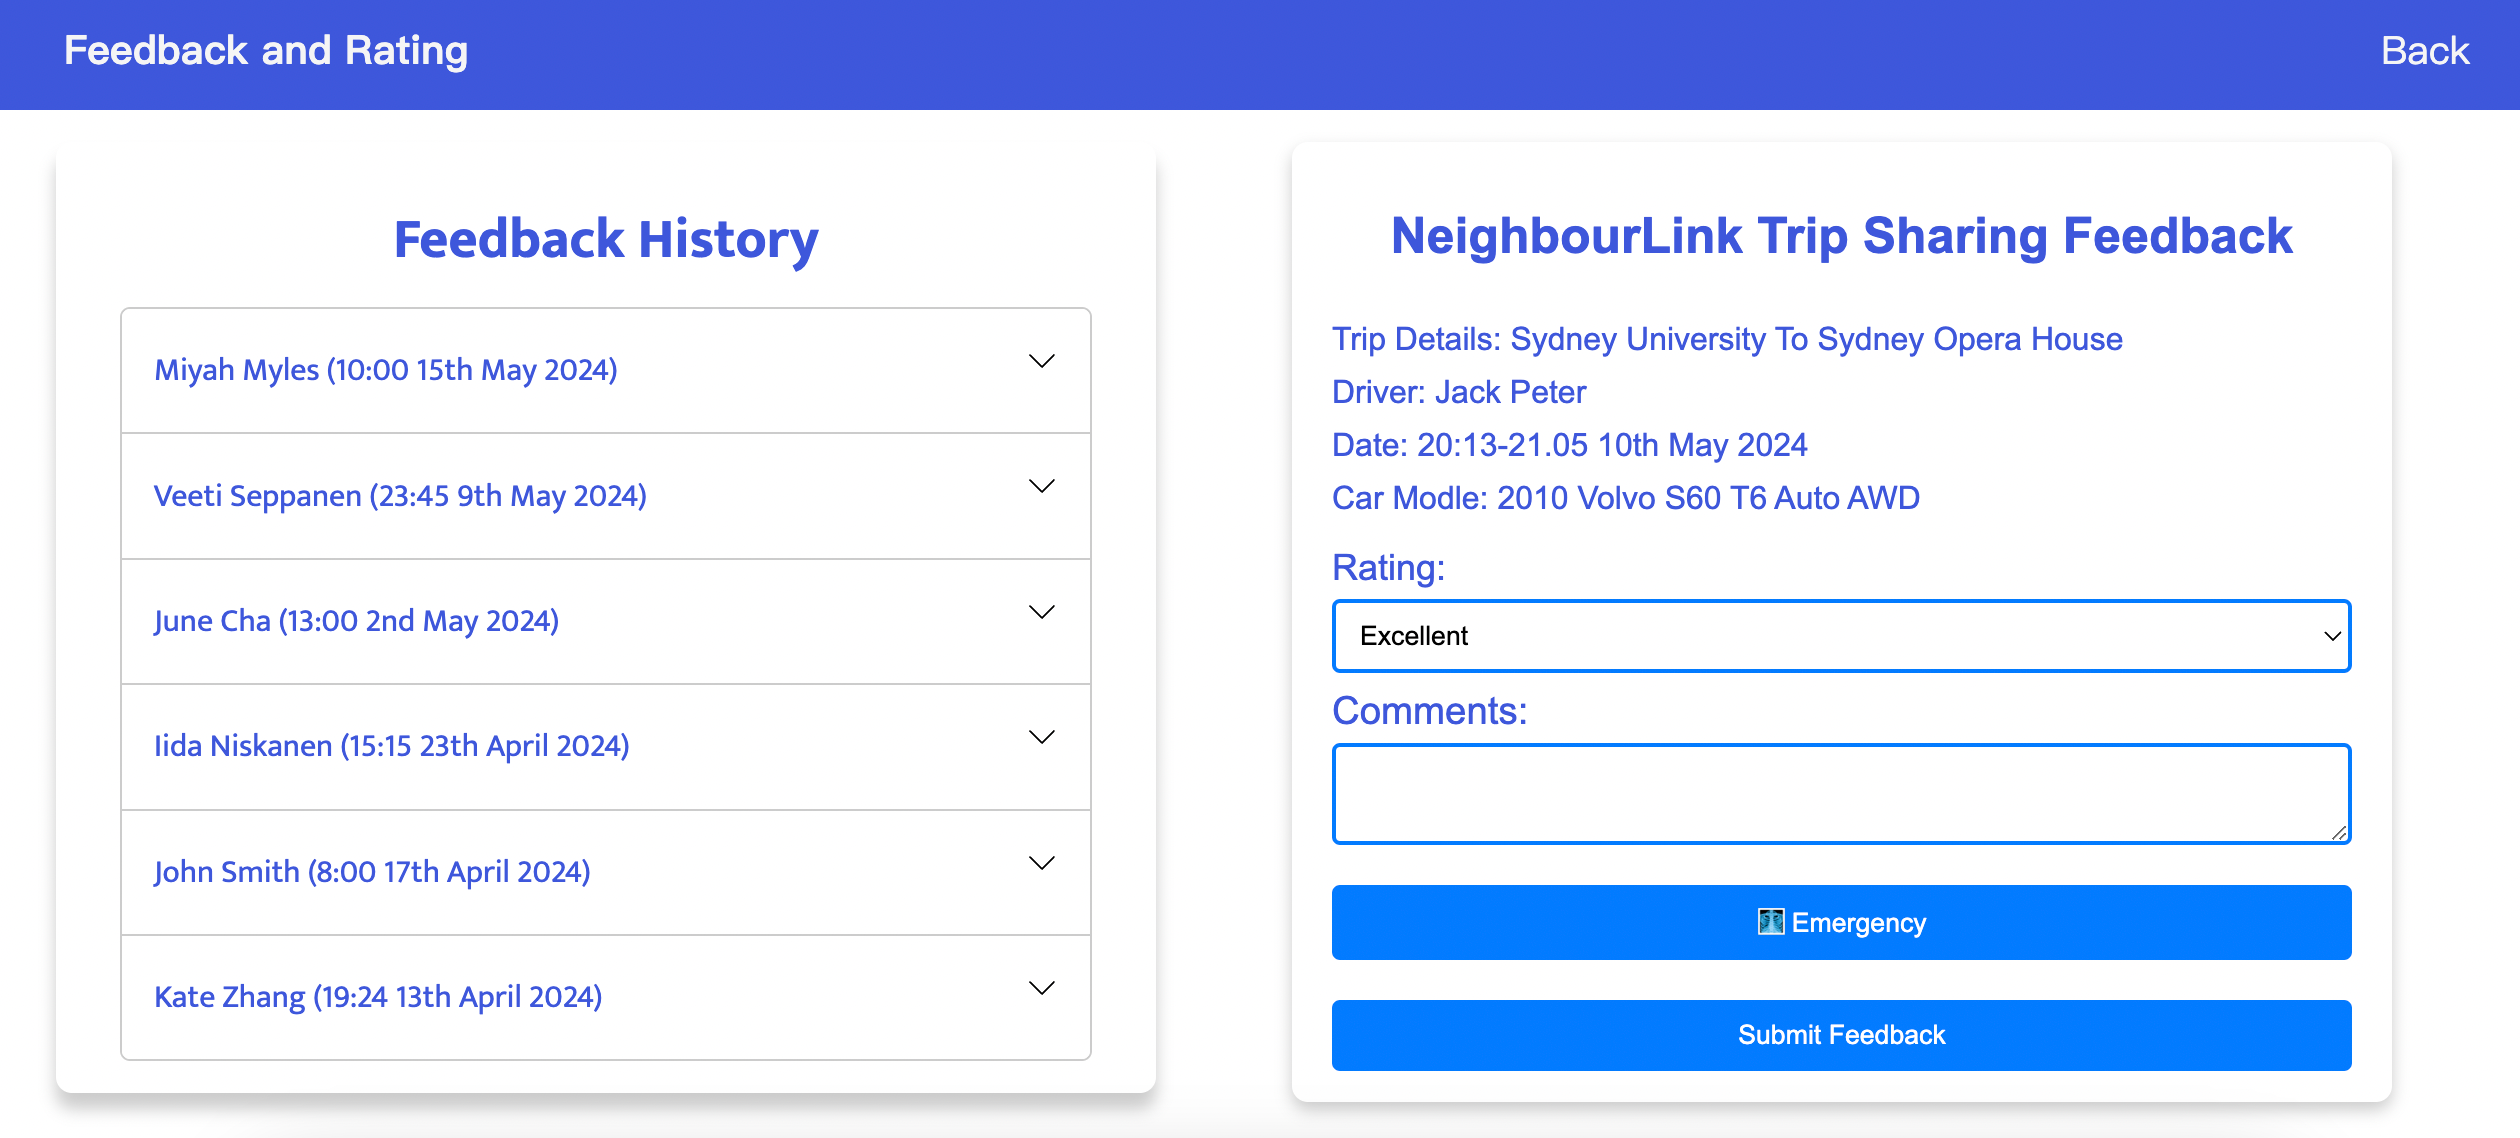 Feedback and Rating
Back
Feedback History
Miyah Myles (10:00 15th May 2024)
Veeti Seppanen (23:45 9th May 2024)
June Cha (13:00 2nd May 2024)
Iida Niskanen (15:15 23th April 2024)
John Smith (8:00 17th April 2024)
Kate Zhang (19:24 13th April 2024)
NeighbourLink Trip Sharing Feedback
Trip Details: Sydney University To Sydney Opera House
Driver: Jack Peter
Date: 20:13-21.05 10th May 2024
Car Modle: 2010 Volvo S60 T6 Auto AWD
Rating:
Excellent
Comments:
Emergency
Submit Feedback